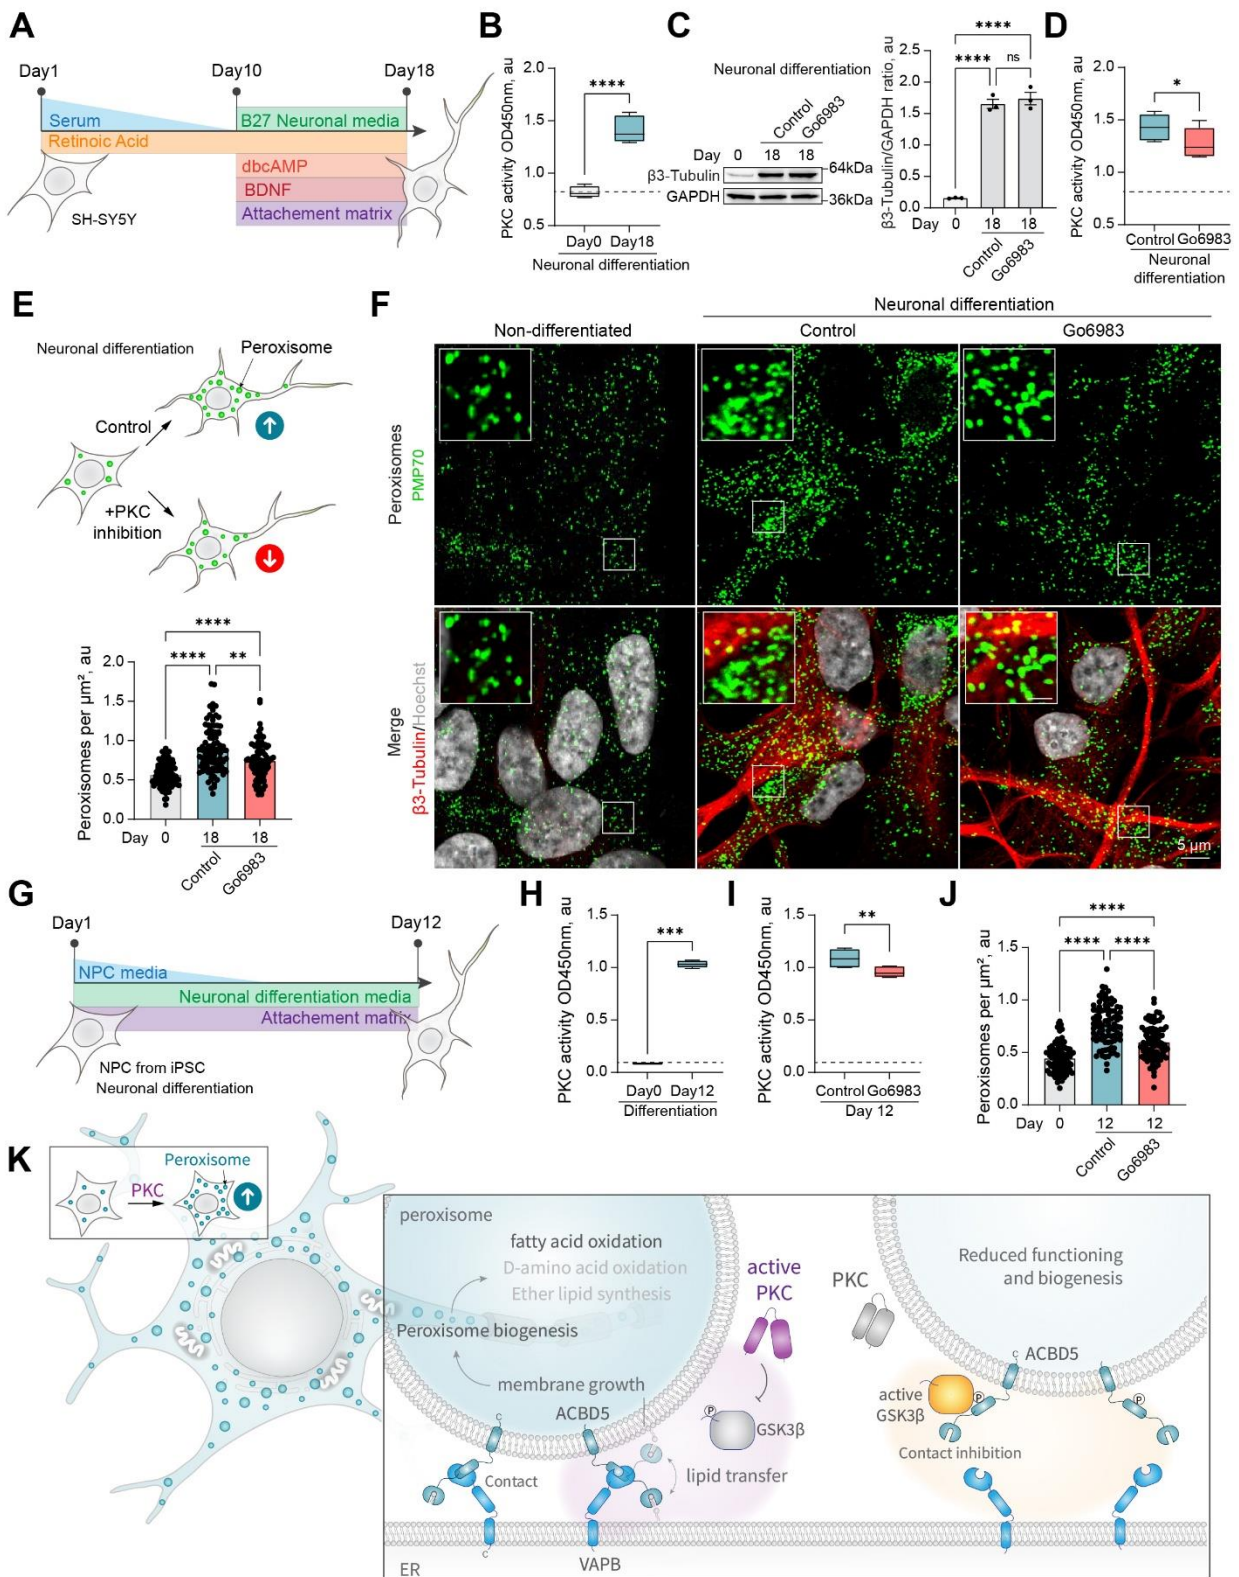 A
Day1
Day10
Day18
Serum
B27 Neuronal media
Retinoic Acid
dbcAMP
BDNF
Attachement matrix
SH-SY5Y
B
PKC activity OD450nm, au
2.0
1.5
1.0
0.5
****
Day0 Day18
Neuronal differentiation
C
Neuronal differentiation
Control
Go6983
Day 0 18 18
β3-Tubulin
GAPDH
-64kDa
-36kDa
β3-Tubulin/GAPDH ratio, au
2.5
2.0
1.5
1.0
0.5
0.0
****
**** ns
Day 0 18 18
Control
Go6983
D
PKC activity OD450nm, au
2.0
1.5
1.0
0.5
*
Control Go6983
Neuronal
differentiation
E
Neuronal differentiation
Peroxisome
Control
+PKC
inhibition
Peroxisomes per µm², au
2.0
1.5
1.0
0.5
0.0
****
**** **
Day 0 18 18
Control
Go6983
F
Neuronal differentiation
Non-differentiated
Control
Go6983
Peroxisomes
PMP70
Merge
β3-Tubulin/Hoechst
5 µm
G
Day1
Day12
NPC media
Neuronal differentiation media
Attachement matrix
NPC from iPSC
Neuronal differentiation
H
PKC activity OD450nm, au
1.5
1.0
0.5
0.0
***
Day0 Day12
Differentiation
I
PKC activity OD450nm, au
1.5
1.0
0.5
0.0
**
Control Go6983
Day 12
J
Peroxisomes per µm², au
1.5
1.0
0.5
0.0
****
**** ****
Day 0 12 12
Control
Go6983
K
Peroxisome
PKC
peroxisome
fatty acid oxidation
D-amino acid oxidation
Ether lipid synthesis
Peroxisome biogenesis
membrane growth
ACBD5
C
C
Contact
active
PKC
P
GSK3β
lipid transfer
C
VAPB
ER
PKC
Reduced functioning
and biogenesis
C
ACBD5
active
GSK3β
P
P
Contact inhibition